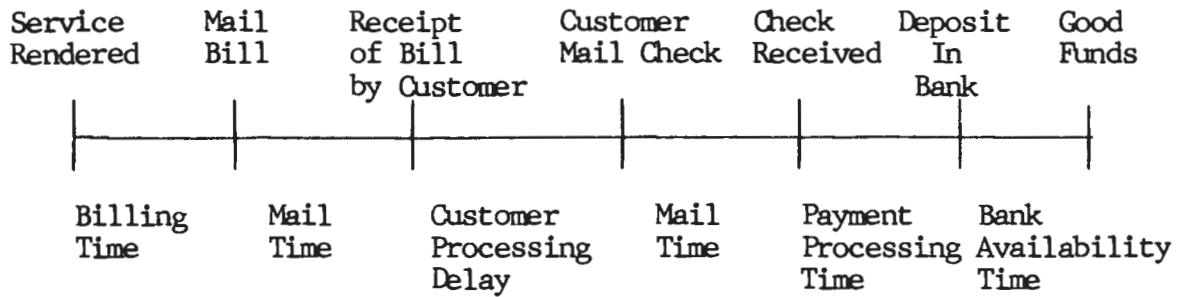 Service Mail Receipt Customer Check Deposit Good
Rendered Bill of Bill Mail Check Received In Funds
by Customer Bank
Billing Mail Customer Mail Payment Bank
Time Time Processing Time Processing Availability
Delay Time Time